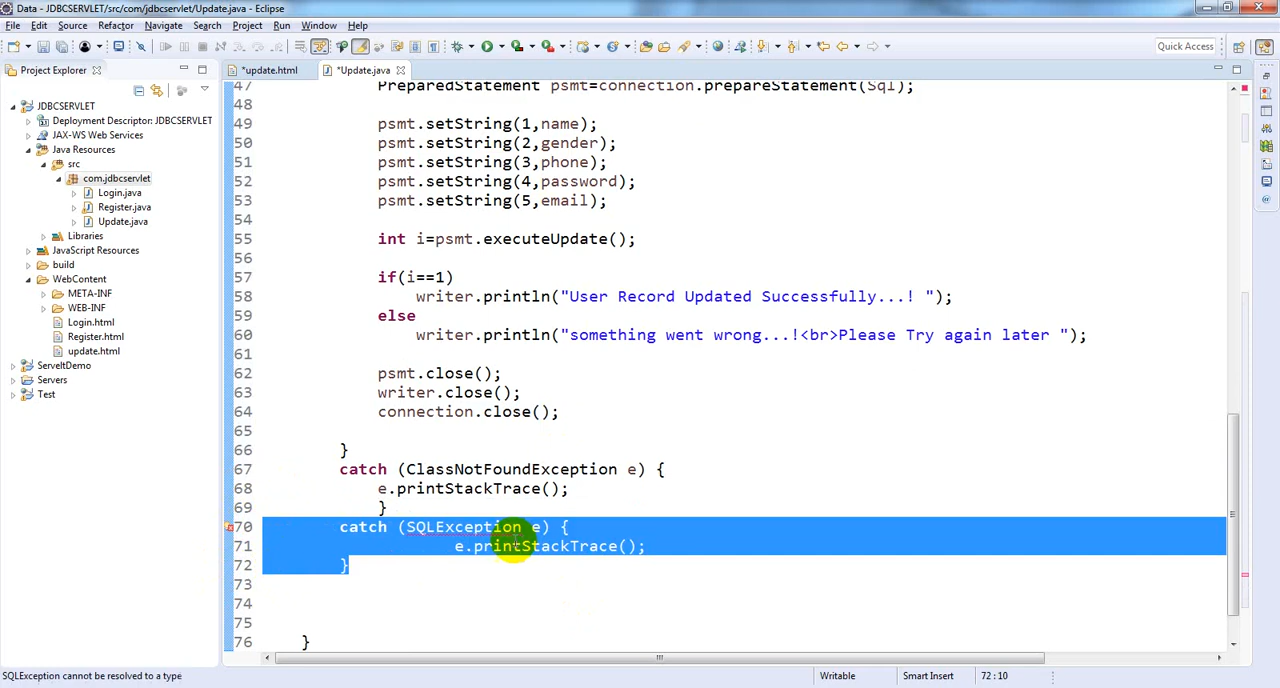 Data - JDBCSERVLET/src/com/jdbcservlet/Update.java - Eclipse
File Edit Source Refactor Navigate Search Project Run Window Help
Quick Access
Project Explorer
*update.html
*Update.java
JDBCSERVLET
Deployment Descriptor: JDBCSERVLET
JAX-WS Web Services
Java Resources
src
com.jdbcservlet
Login.java
Register.java
Update.java
Libraries
JavaScript Resources
build
WebContent
META-INF
WEB-INF
Login.html
Register.html
update.html
ServeltDemo
Servers
Test
47 PreparedStatement psmt=connection.prepareStatement(Sql);
48
49 psmt.setString(1,name);
50 psmt.setString(2,gender);
51 psmt.setString(3,phone);
52 psmt.setString(4,password);
53 psmt.setString(5,email);
54
55 int i=psmt.executeUpdate();
56
57 if(i==1)
58 writer.println("User Record Updated Successfully...! ");
59 else
60 writer.println("something went wrong...!<br>Please Try again later ");
61
62 psmt.close();
63 writer.close();
64 connection.close();
65
66 }
67 catch (ClassNotFoundException e) {
68 e.printStackTrace();
69 }
70 catch (SQLException e) {
71 e.printStackTrace();
72 }
73
74
75
76 }
SQLException cannot be resolved to a type
Writable
Smart Insert
72:10